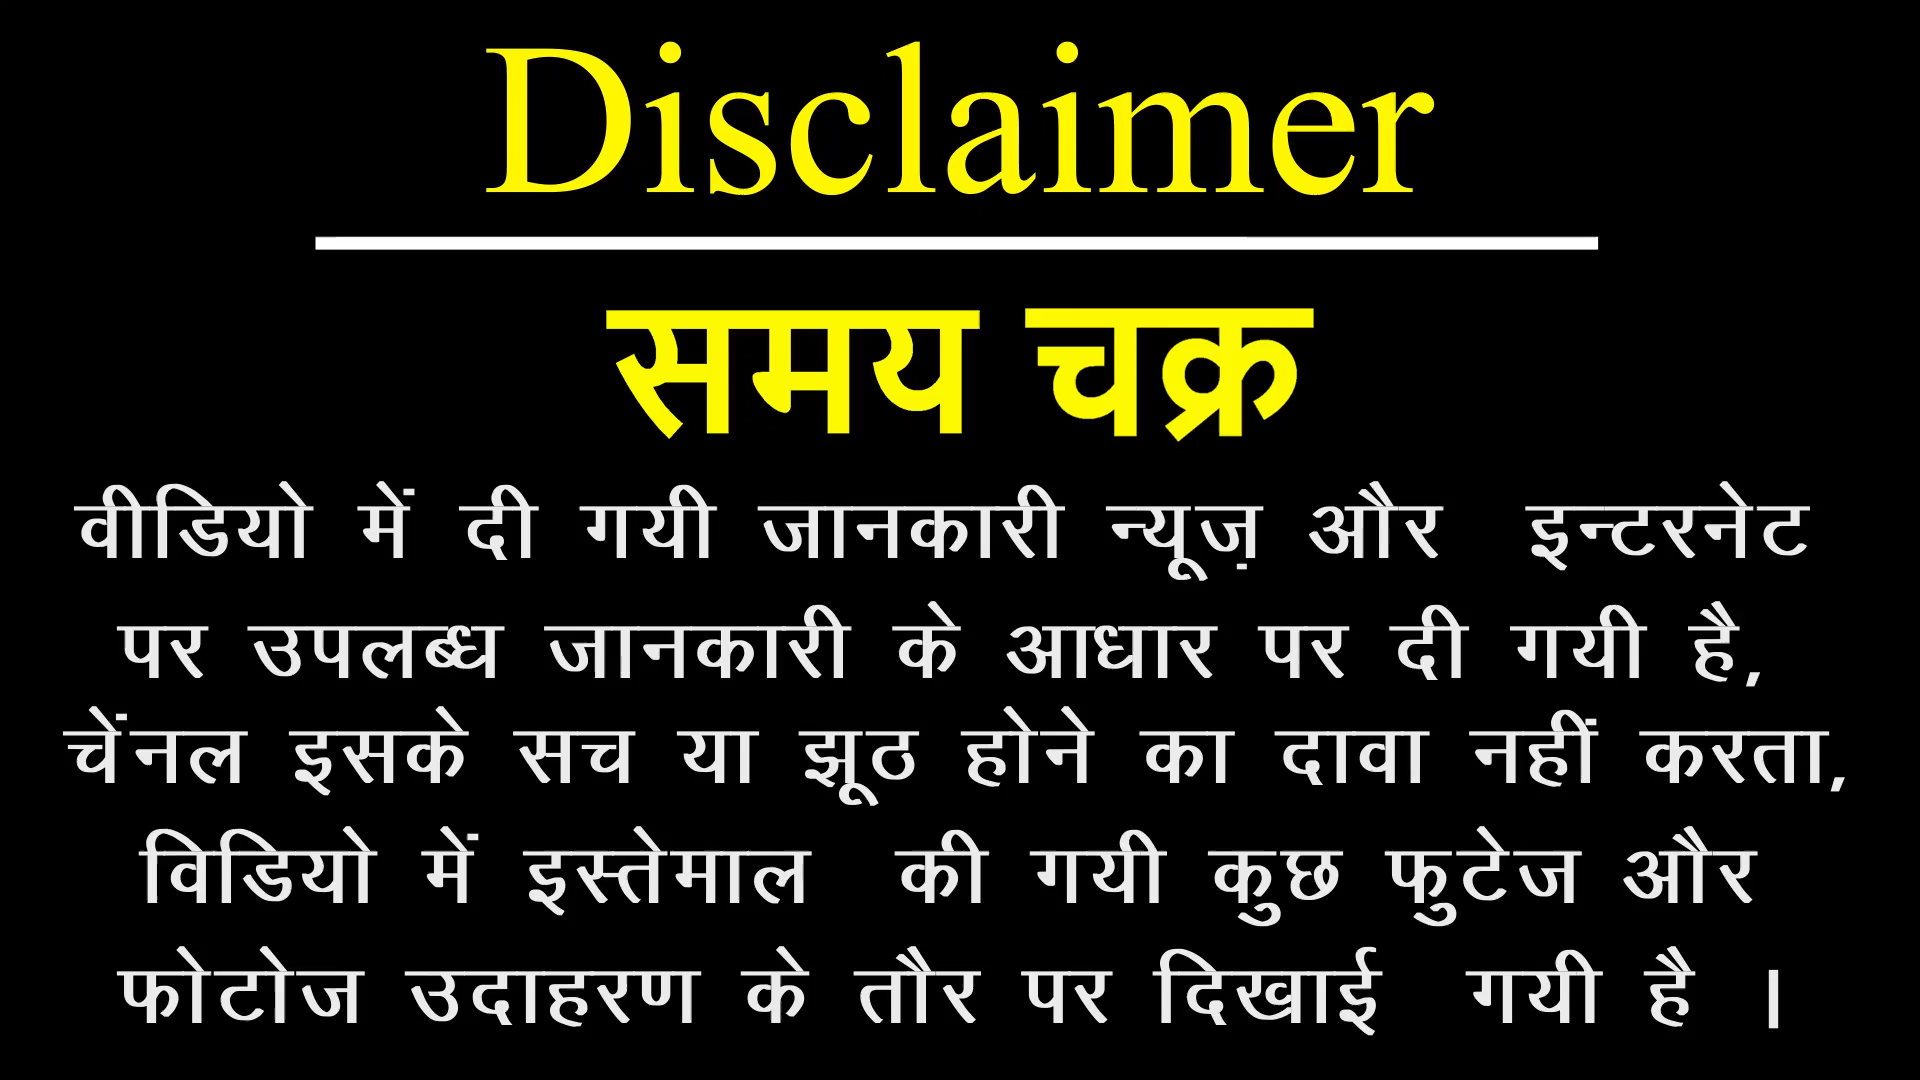 Disclaimer
समय चक्र
वीडियो में दी गयी जानकारी न्यूज़ और इन्टरनेट
पर उपलब्ध जानकारी के आधार पर दी गयी है,
चेंनल इसके सच या झूठ होने का दावा नहीं करता,
विडियो में इस्तेमाल की गयी कुछ फुटेज और
फोटोज उदाहरण के तौर पर दिखाई गयी है ।